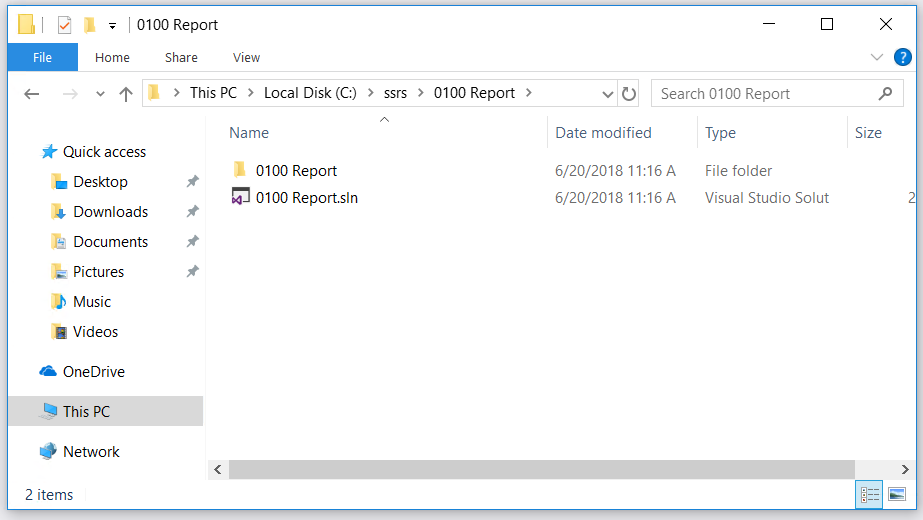 0100 Report
File Home Share View ?
This PC Local Disk (C:) ssrs 0100 Report Search 0100 Report
Name Date modified Type Size
Quick access
Desktop
Downloads
Documents
Pictures
Music
Videos
OneDrive
This PC
Network
0100 Report 6/20/2018 11:16 A File folder
0100 Report.sln 6/20/2018 11:16 A Visual Studio Solut 2
2 items